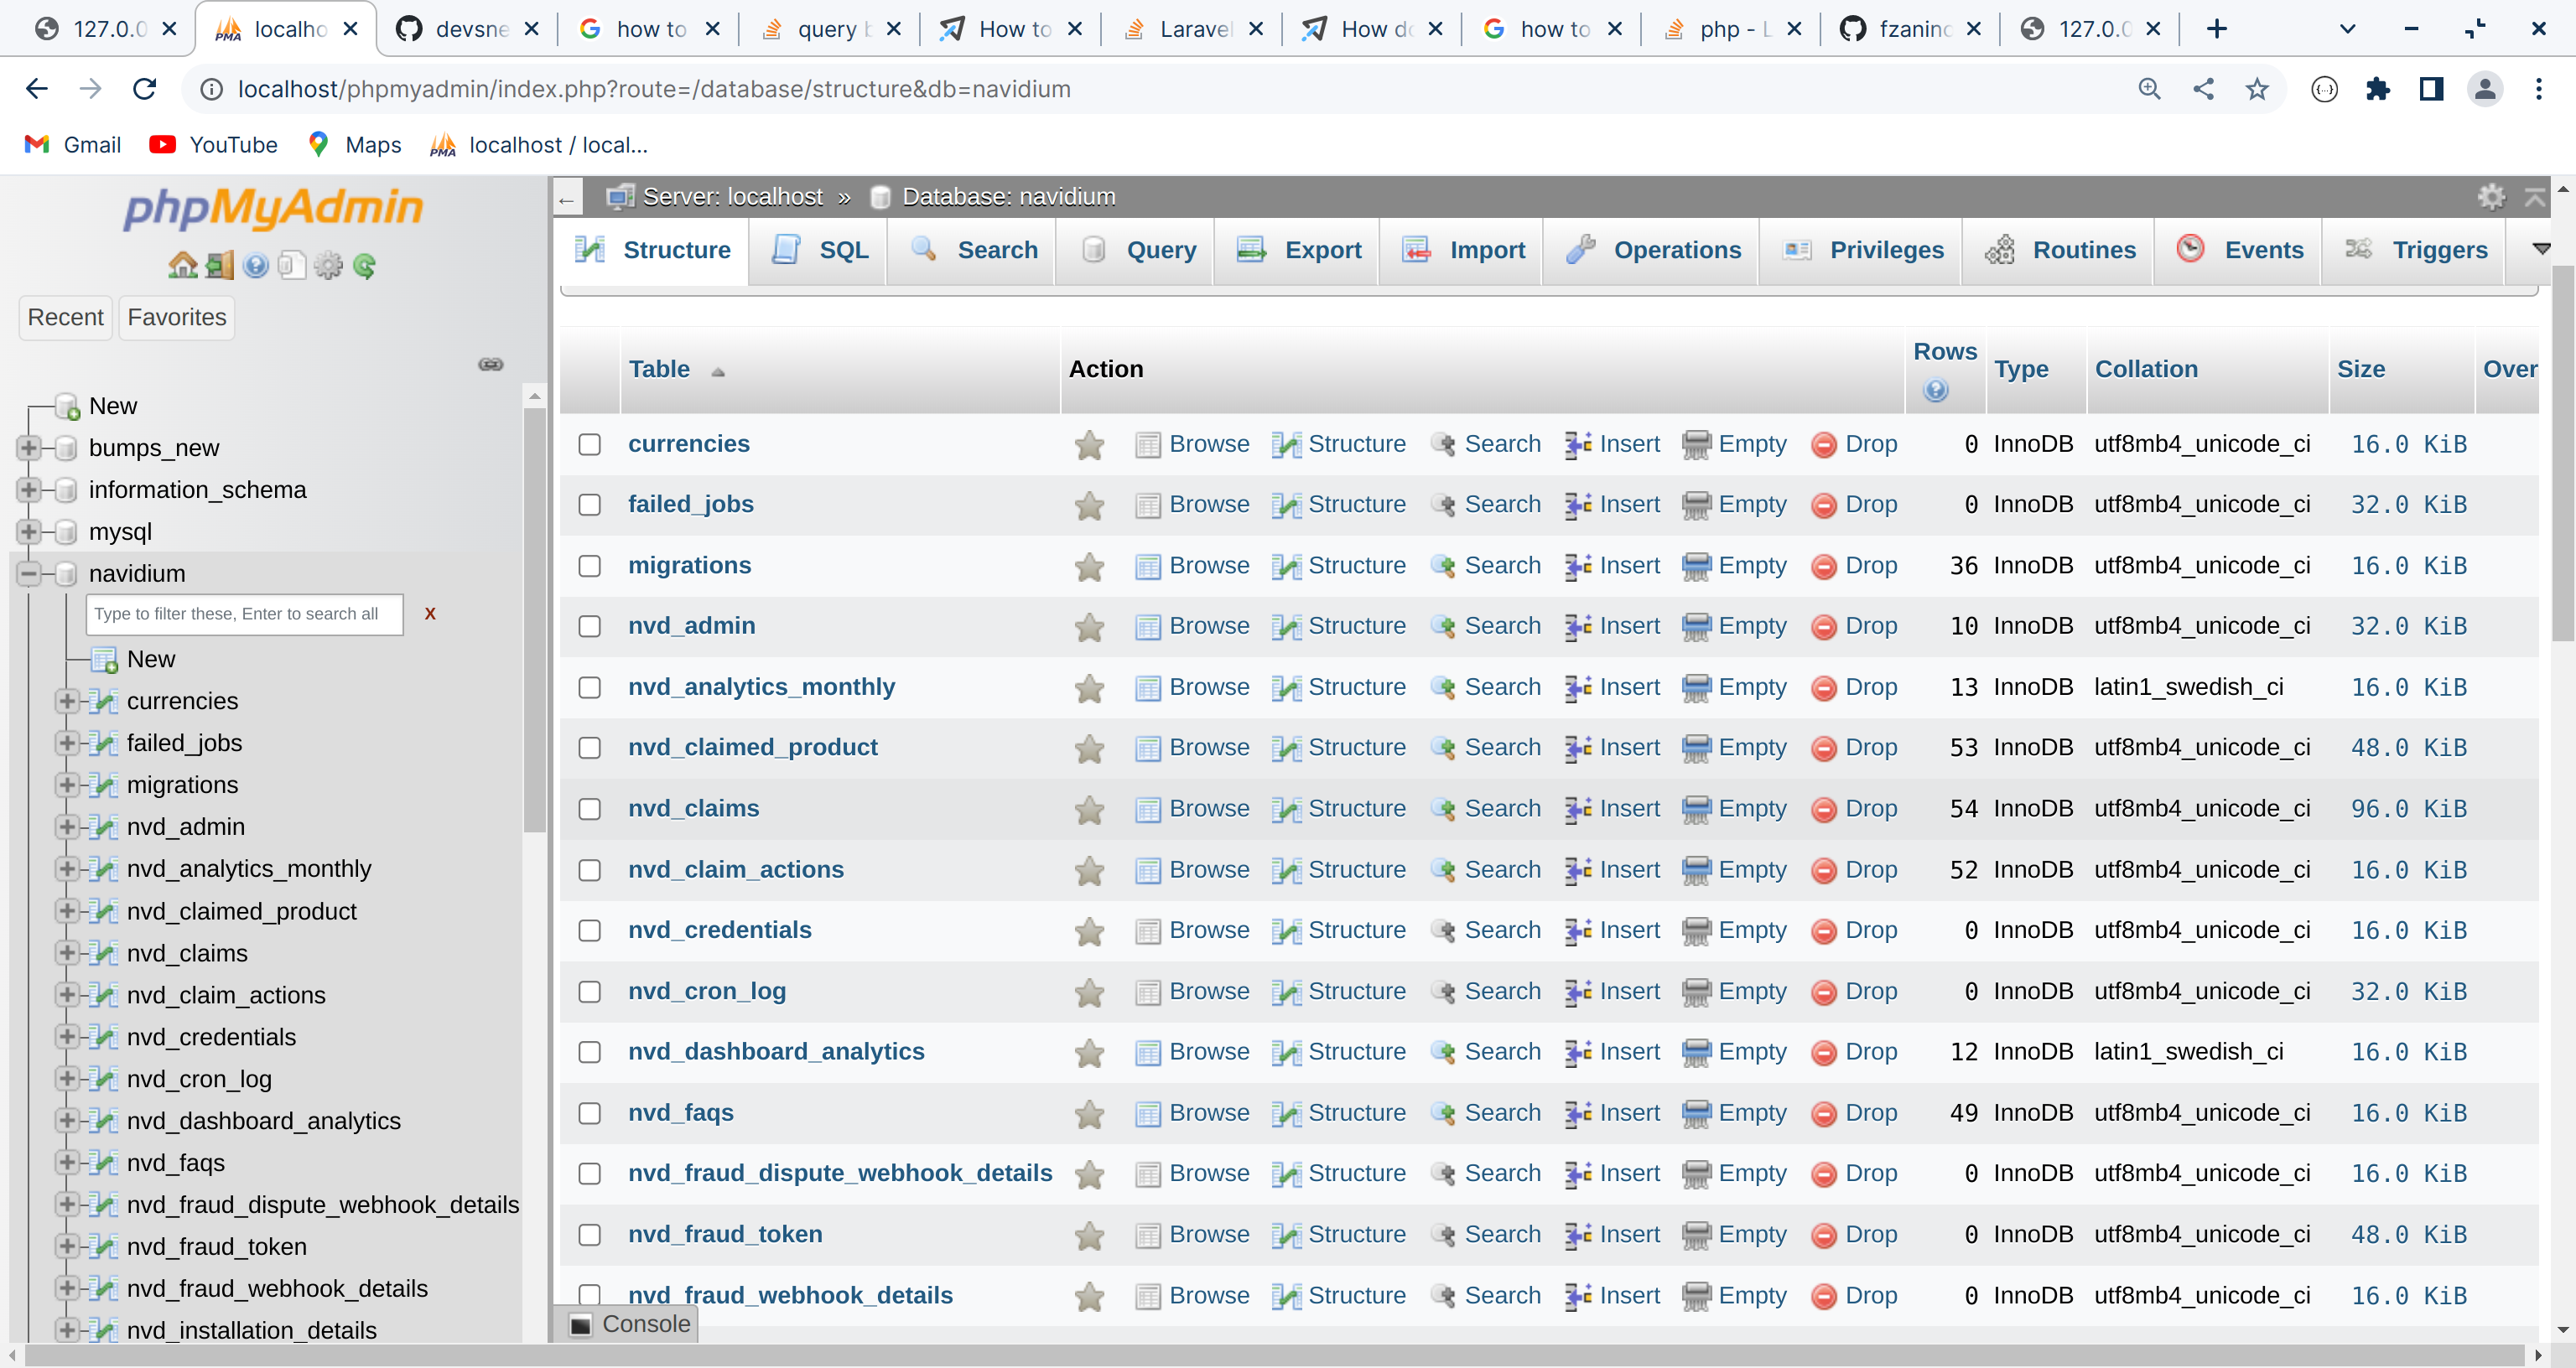 127.0.0
localho
devsne
how to
query b
How to
Laravel
How do
how to
php - L
fzaninc
127.0.0
localhost/phpmyadmin/index.php?route=/database/structure&db=navidium
Gmail
YouTube
Maps
PMA
localhost / local...
phpMyAdmin
Recent
Favorites
New
bumps_new
information_schema
mysql
navidium
Type to filter these, Enter to search all
X
New
currencies
failed_jobs
migrations
nvd_admin
nvd_analytics_monthly
nvd_claimed_product
nvd_claims
nvd_claim_actions
nvd_credentials
nvd_cron_log
nvd_dashboard_analytics
nvd_faqs
nvd_fraud_dispute_webhook_details
nvd_fraud_token
nvd_fraud_webhook_details
nvd_installation_details
Server: localhost » Database: navidium
Structure SQL Search Query Export Import Operations Privileges Routines Events Triggers
Table Action Rows Type Collation Size Over
currencies Browse Structure Search Insert Empty Drop 0 InnoDB utf8mb4_unicode_ci 16.0 KiB
failed_jobs Browse Structure Search Insert Empty Drop 0 InnoDB utf8mb4_unicode_ci 32.0 KiB
migrations Browse Structure Search Insert Empty Drop 36 InnoDB utf8mb4_unicode_ci 16.0 KiB
nvd_admin Browse Structure Search Insert Empty Drop 10 InnoDB utf8mb4_unicode_ci 32.0 KiB
nvd_analytics_monthly Browse Structure Search Insert Empty Drop 13 InnoDB latin1_swedish_ci 16.0 KiB
nvd_claimed_product Browse Structure Search Insert Empty Drop 53 InnoDB utf8mb4_unicode_ci 48.0 KiB
nvd_claims Browse Structure Search Insert Empty Drop 54 InnoDB utf8mb4_unicode_ci 96.0 KiB
nvd_claim_actions Browse Structure Search Insert Empty Drop 52 InnoDB utf8mb4_unicode_ci 16.0 KiB
nvd_credentials Browse Structure Search Insert Empty Drop 0 InnoDB utf8mb4_unicode_ci 16.0 KiB
nvd_cron_log Browse Structure Search Insert Empty Drop 0 InnoDB utf8mb4_unicode_ci 32.0 KiB
nvd_dashboard_analytics Browse Structure Search Insert Empty Drop 12 InnoDB latin1_swedish_ci 16.0 KiB
nvd_faqs Browse Structure Search Insert Empty Drop 49 InnoDB utf8mb4_unicode_ci 16.0 KiB
nvd_fraud_dispute_webhook_details Browse Structure Search Insert Empty Drop 0 InnoDB utf8mb4_unicode_ci 16.0 KiB
nvd_fraud_token Browse Structure Search Insert Empty Drop 0 InnoDB utf8mb4_unicode_ci 48.0 KiB
nvd_fraud_webhook_details Browse Structure Search Insert Empty Drop 0 InnoDB utf8mb4_unicode_ci 16.0 KiB
Console